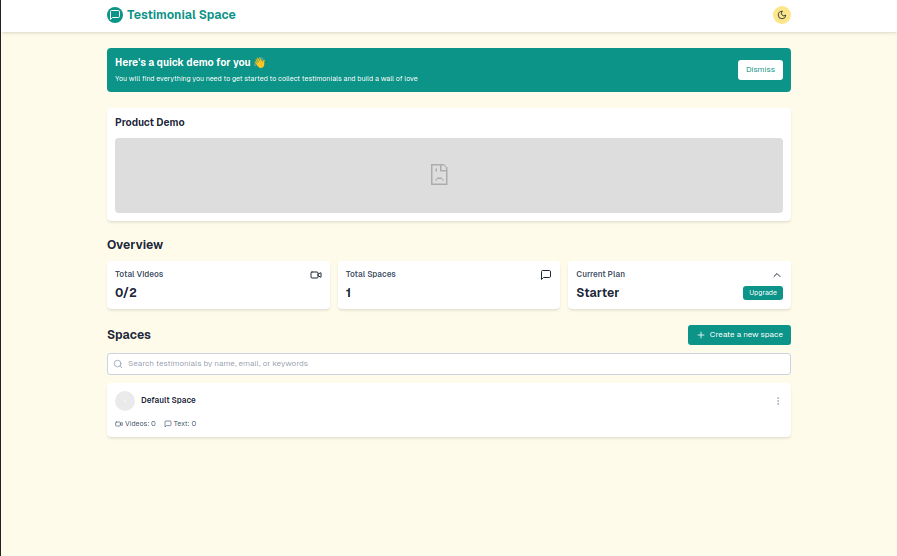 Testimonial Space
Here's a quick demo for you 👋
You will find everything you need to get started to collect testimonials and build a wall of love
Dismiss
Product Demo
Overview
Total Videos
0/2
Total Spaces
1
Current Plan
Starter
Upgrade
Spaces
Create a new space
Search testimonials by name, email, or keywords
Default Space
Videos: 0 Text: 0